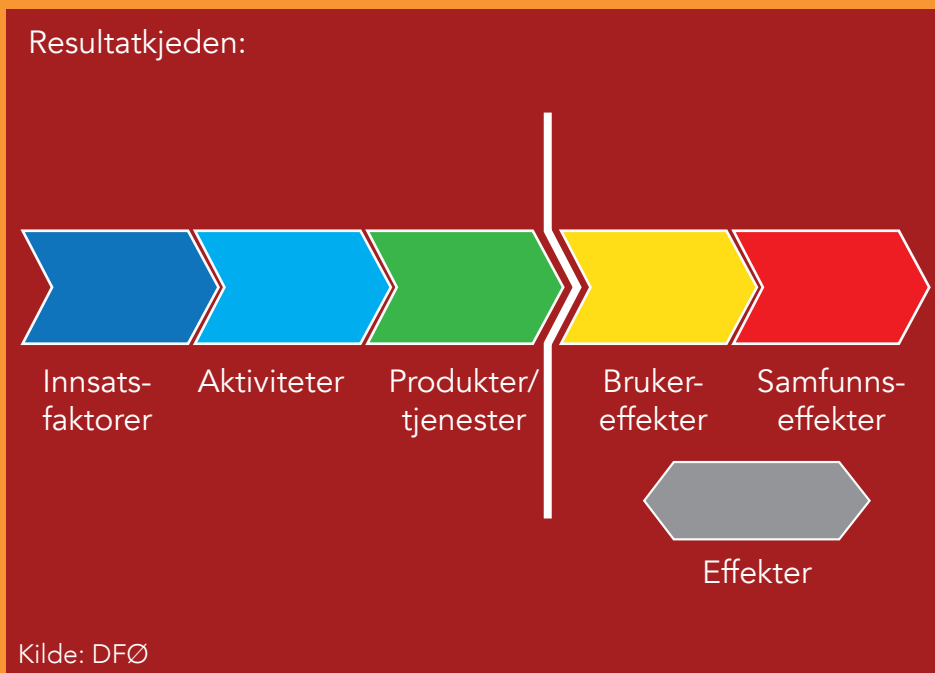 Resultatkjeden:
Innsats-
faktorer
Aktiviteter
Produkter/
tjenester
Bruker-
effekter
Samfunns-
effekter
Effekter
Kilde: DFØ